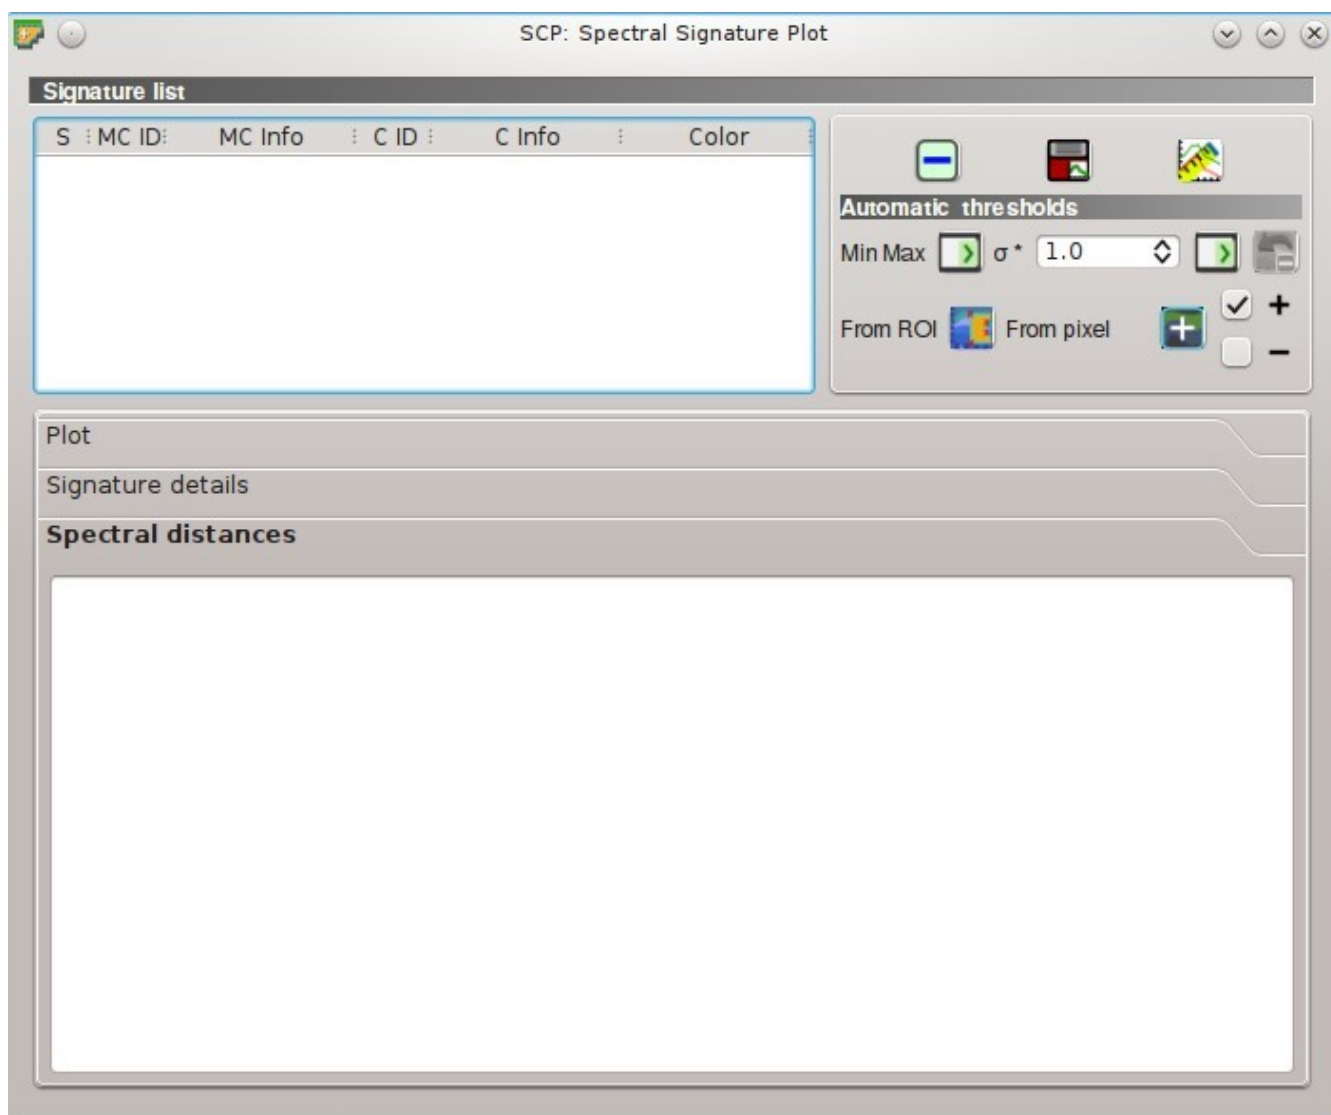 SCP: Spectral Signature Plot
Signature list
S MC ID MC Info C ID C Info Color
Automatic thresholds
Min Max σ * 1.0
From ROI From pixel + −
Plot
Signature details
Spectral distances